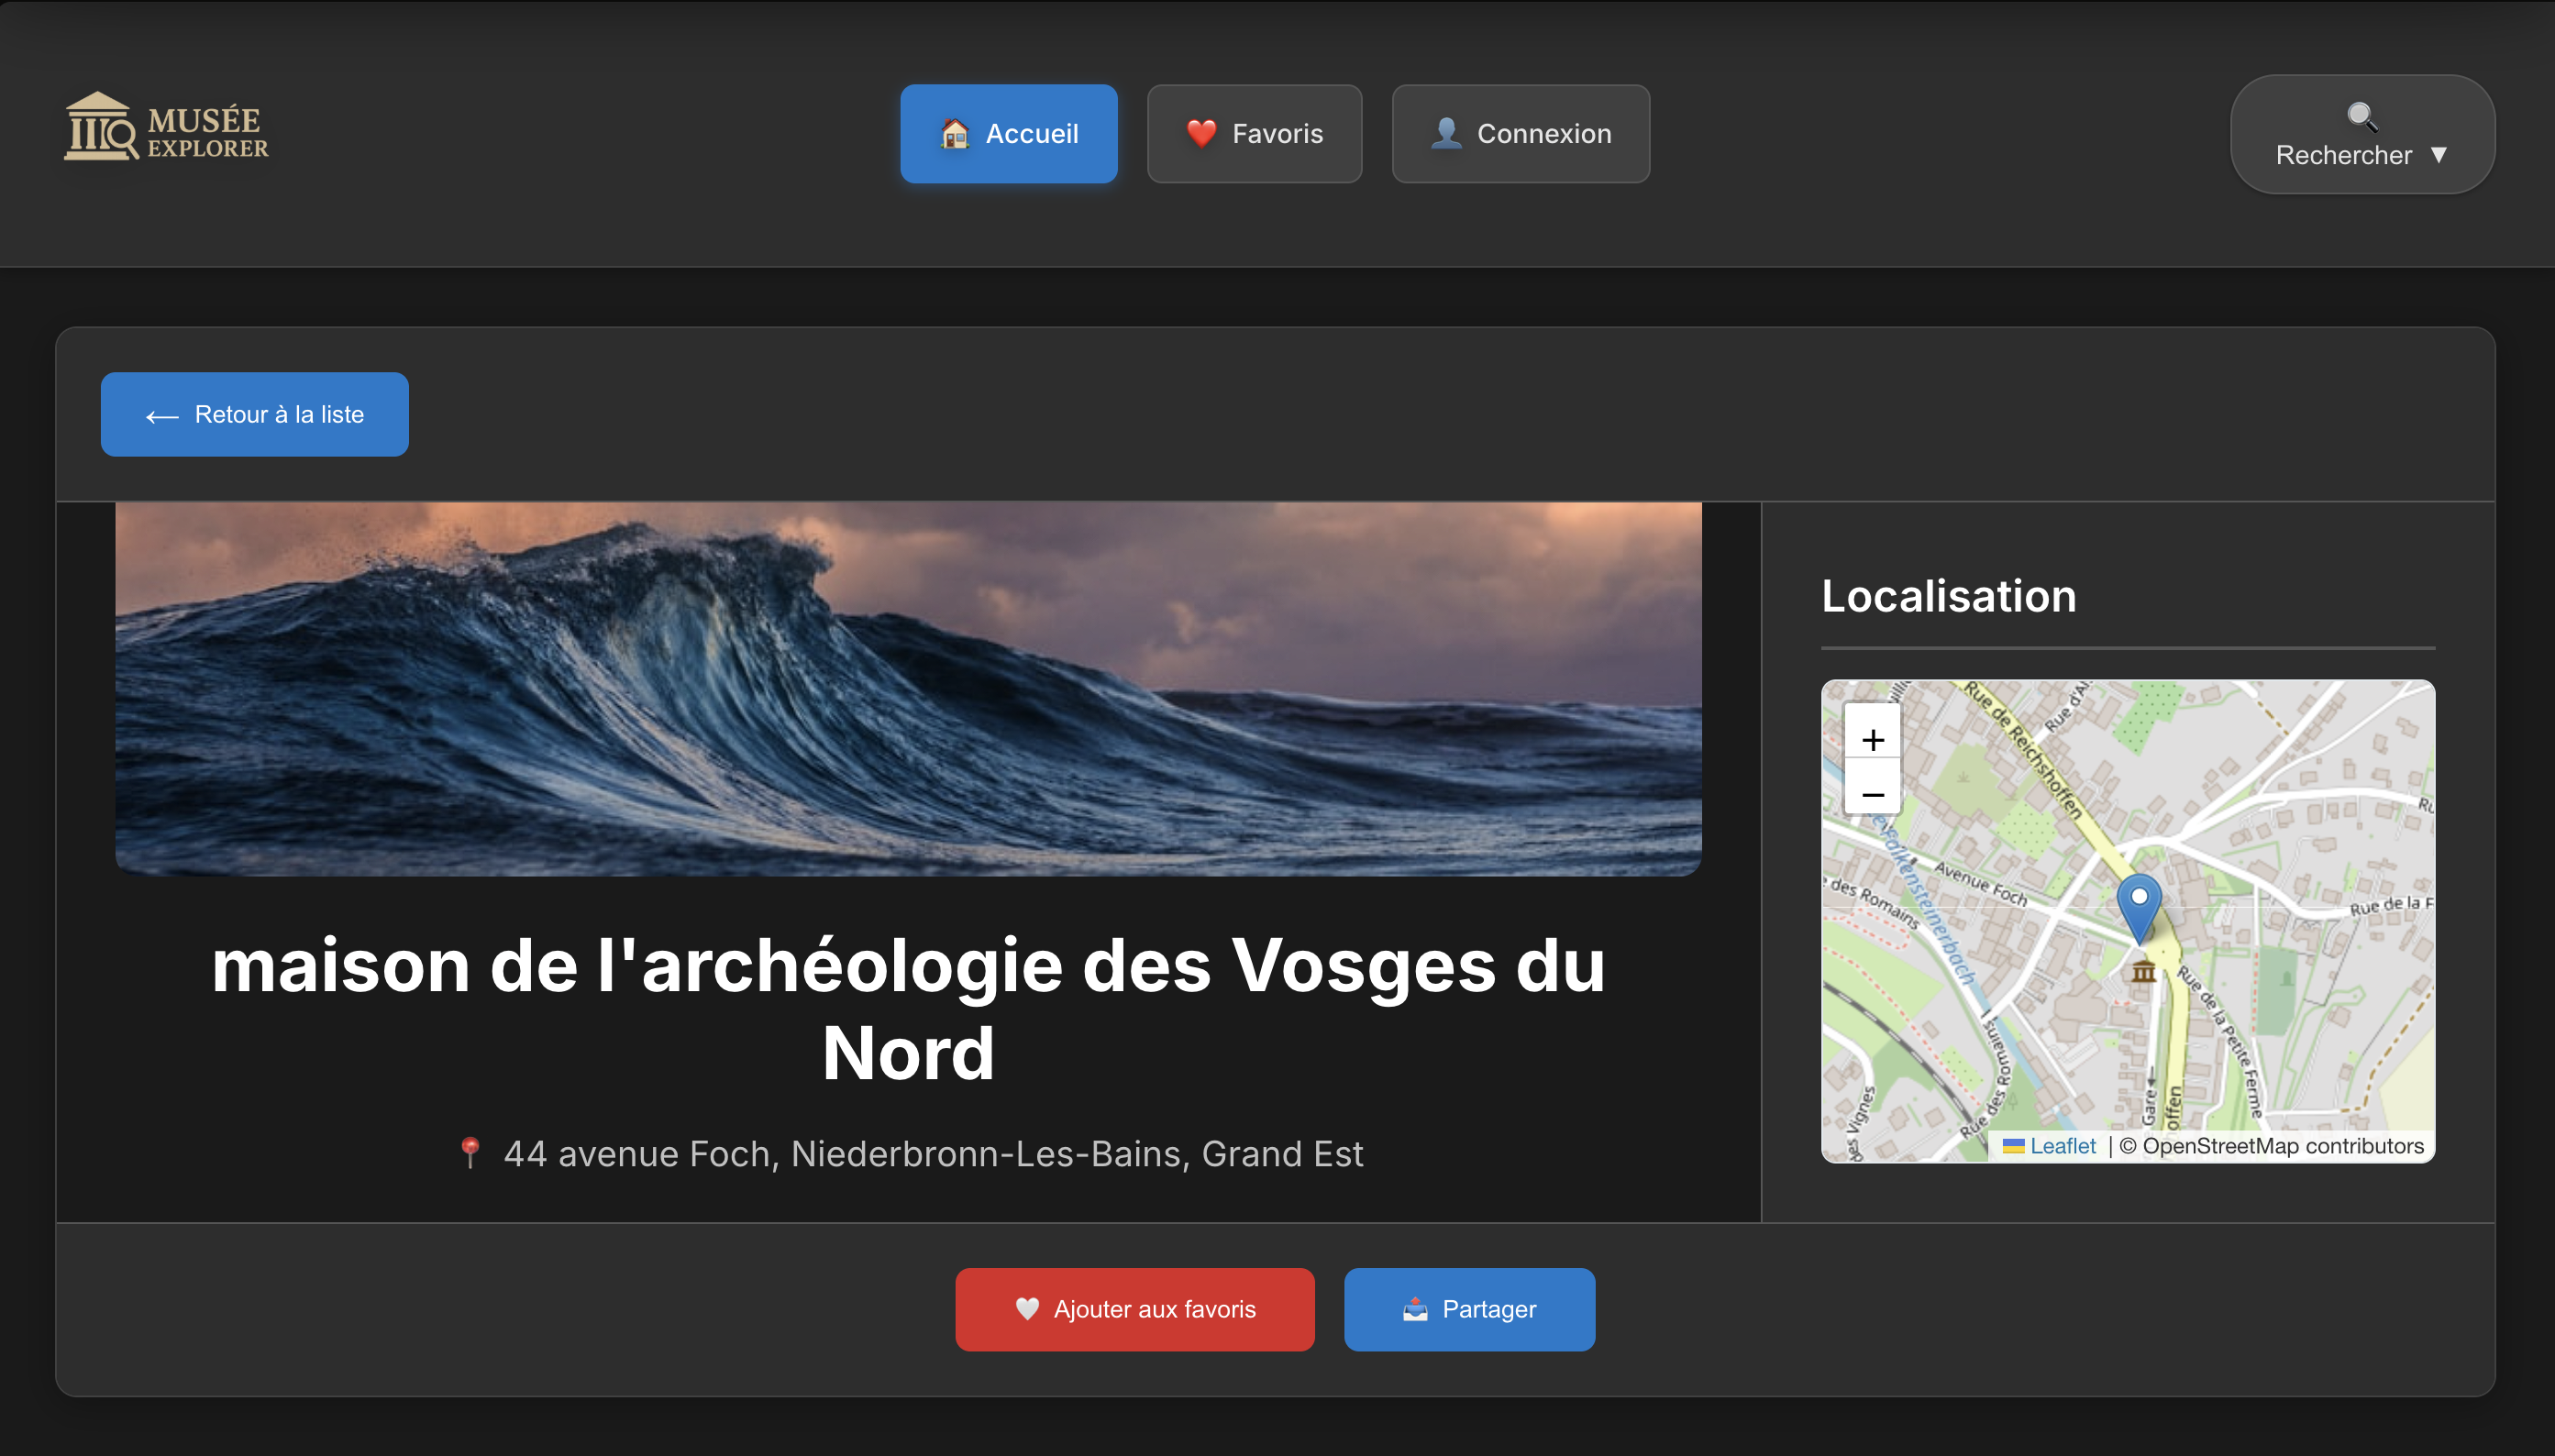 MUSÉE
EXPLORER
Accueil
Favoris
Connexion
Rechercher ▼
← Retour à la liste
maison de l'archéologie des Vosges du
Nord
44 avenue Foch, Niederbronn-Les-Bains, Grand Est
Localisation
+
−
Rue de Reichshoffen
Avenue Foch
des Romains
Falkensteinerbach
Rue de la F
Rue de la Petite Ferme
Rue des Romains
des Vignes
Gare
offen
Leaflet | © OpenStreetMap contributors
Ajouter aux favoris
Partager